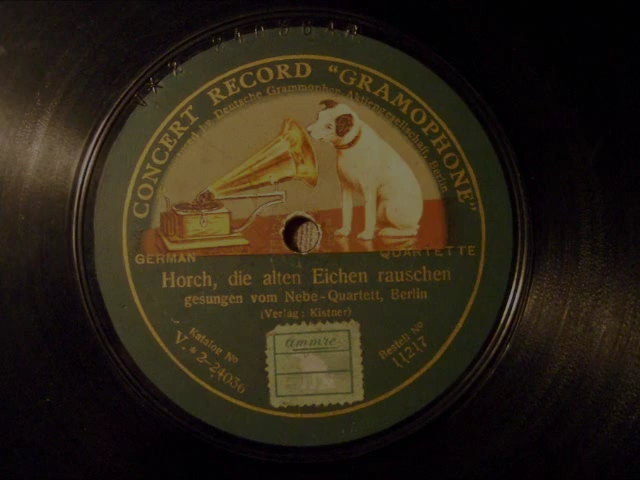 CONCERT RECORD "GRAMOPHONE"
Deutsche Grammophon-Aktiengesellschaft, Berlin
GERMAN QUARTETTE
Horch, die alten Eichen rauschen
gesungen vom Nebe-Quartett, Berlin
(Verlag: Kistner)
Katalog No
V. * 2-24036
Bestell No
11217